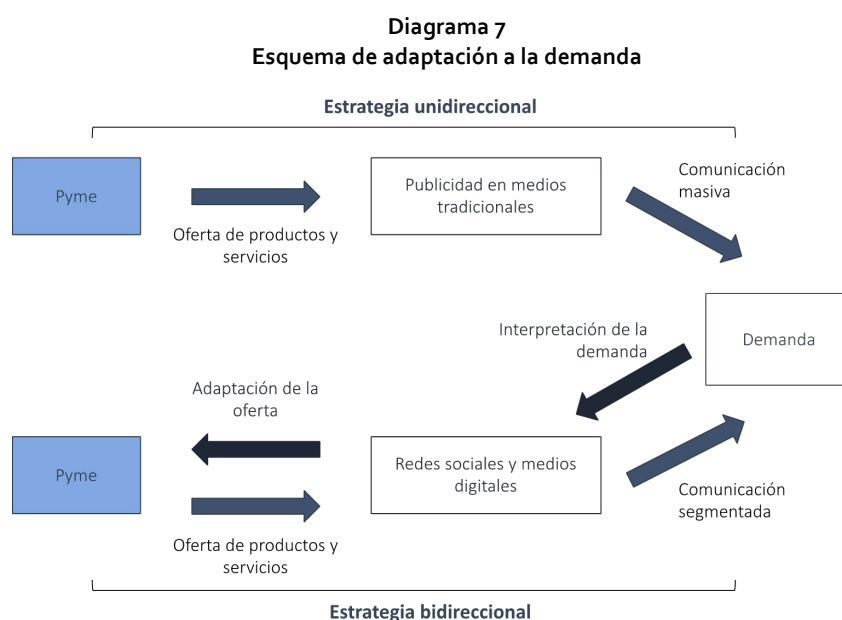 Diagrama 7
Esquema de adaptación a la demanda
Estrategia unidireccional
Pyme
Oferta de productos y
servicios
Publicidad en medios
tradicionales
Comunicación
masiva
Demanda
Interpretación de la
demanda
Adaptación de la
oferta
Pyme
Oferta de productos y
servicios
Redes sociales y medios
digitales
Comunicación
segmentada
Estrategia bidireccional